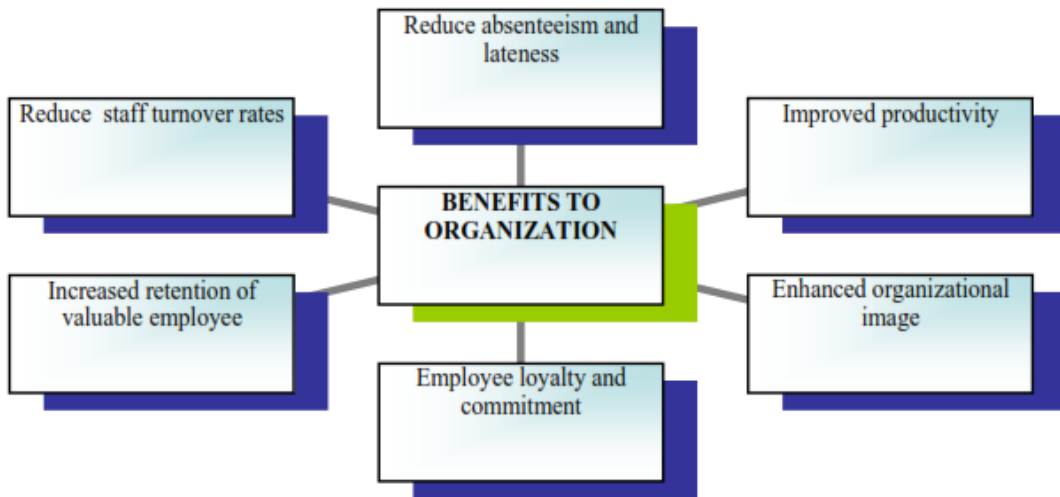 Reduce absenteeism and
lateness
Reduce staff turnover rates
Improved productivity
BENEFITS TO
ORGANIZATION
Increased retention of
valuable employee
Enhanced organizational
image
Employee loyalty and
commitment